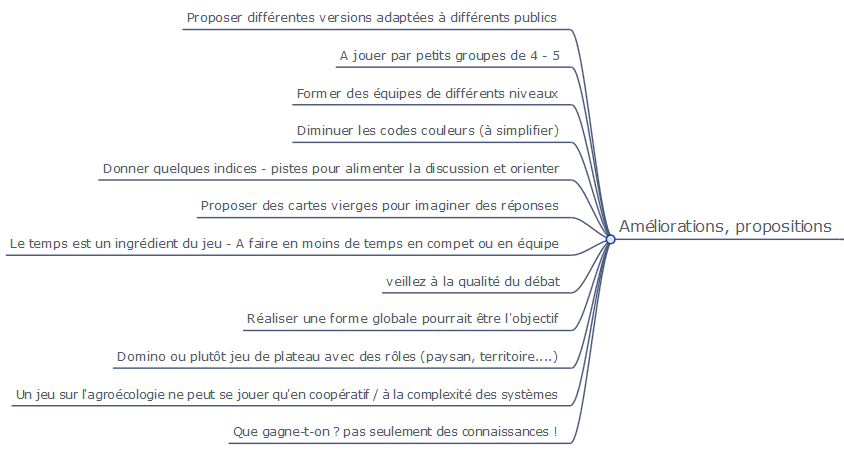 Proposer différentes versions adaptées à différents publics
A jouer par petits groupes de 4 - 5
Former des équipes de différents niveaux
Diminuer les codes couleurs (à simplifier)
Donner quelques indices - pistes pour alimenter la discussion et orienter
Proposer des cartes vierges pour imaginer des réponses
Améliorations, propositions
Le temps est un ingrédient du jeu - A faire en moins de temps en compet ou en équipe
veillez à la qualité du débat
Réaliser une forme globale pourrait être l'objectif
Domino ou plutôt jeu de plateau avec des rôles (paysan, territoire....)
Un jeu sur l'agroécologie ne peut se jouer qu'en coopératif / à la complexité des systèmes
Que gagne-t-on ? pas seulement des connaissances !